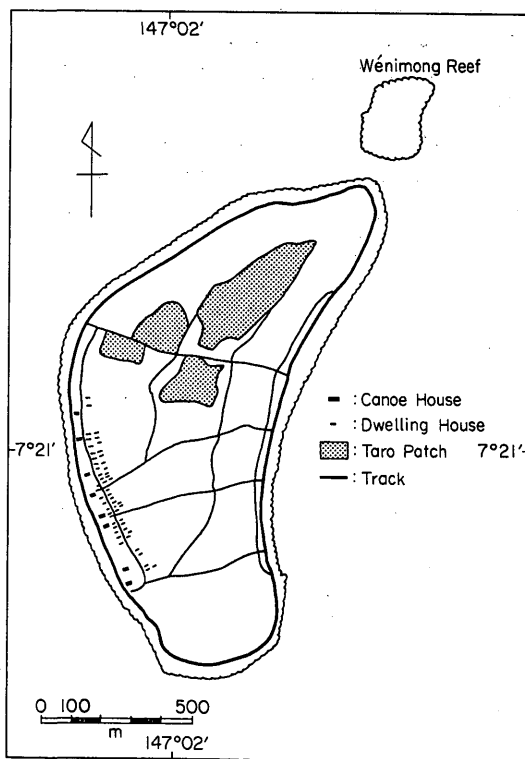 147°02'
Wénimong Reef
: Canoe House
: Dwelling House
: Taro Patch
7°21'
7°21'
: Track
0 100 500
m
147°02'